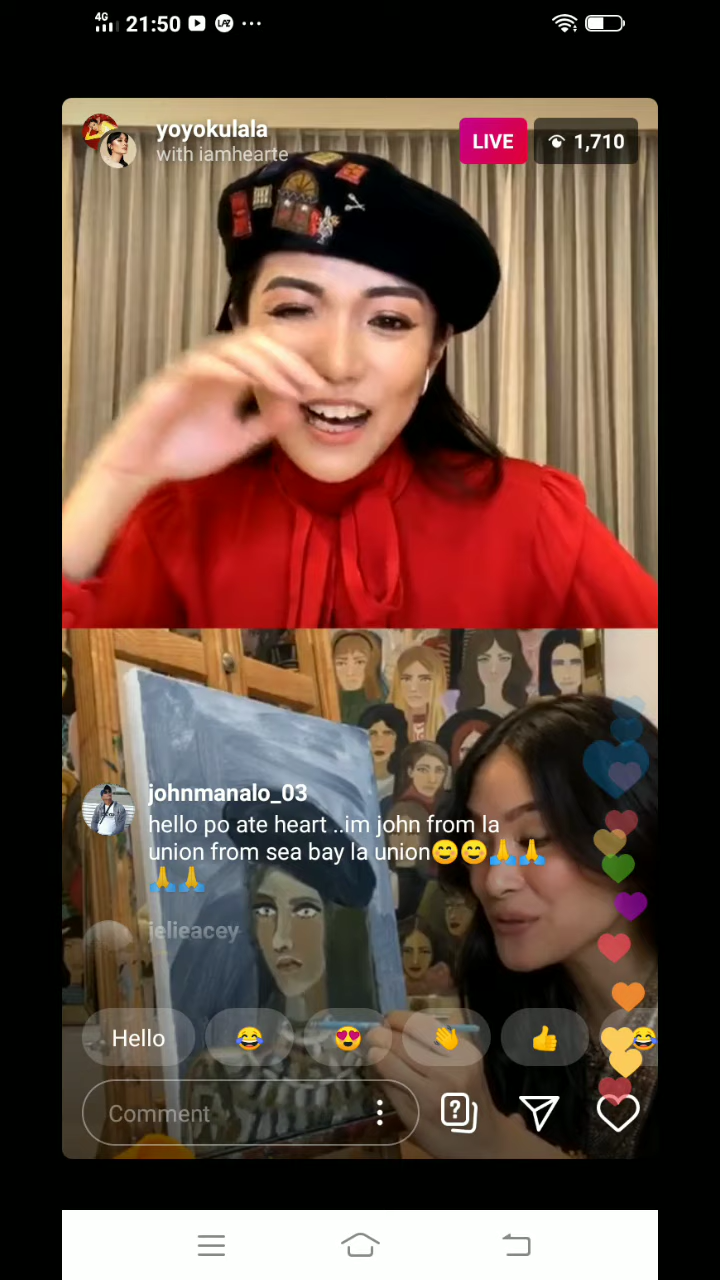 4G
21:50
LAZ
yoyokulala
with iamhearte
LIVE
1,710
johnmanalo_03
hello po ate heart ..im john from la
union from sea bay la union😊😊🙏🙏
🙏🙏
jelieacey
Hello 😂 😍 👋 👍 😂
Comment